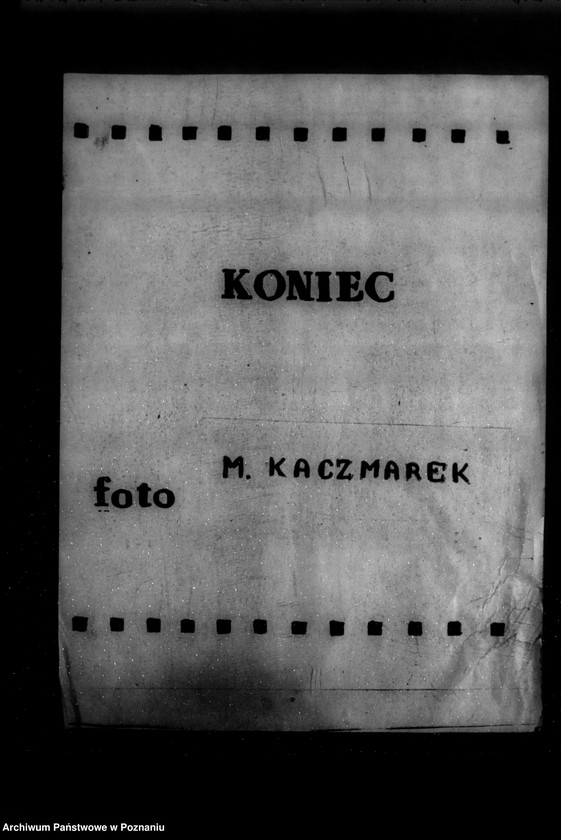 KONIEC
M. KACZMAREK
foto
Archiwum Państwowe w Poznaniu